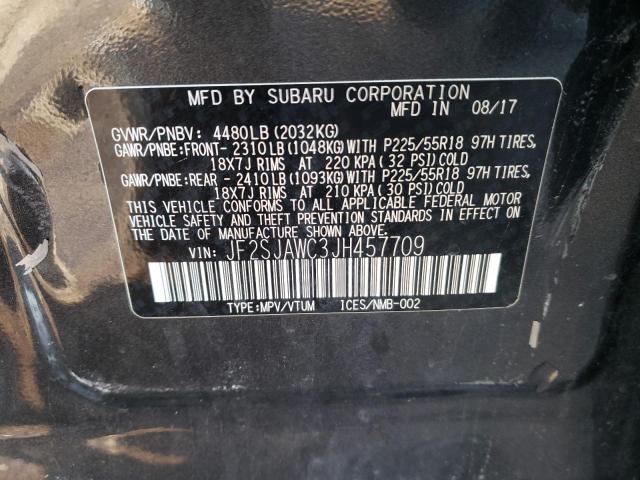 MFD BY SUBARU CORPORATION
MFD IN 08/17
GVWR/PNBV: 4480LB(2032KG)
GAWR/PNBE:FRONT- 2310LB(1048KG)WITH P225/55R18 97H TIRES,
18X7J RIMS AT 220 KPA(32 PSI)COLD
GAWR/PNBE:REAR - 2410LB(1093KG)WITH P225/55R18 97H TIRES,
18X7J RIMS AT 210 KPA(30 PSI)COLD
THIS VEHICLE CONFORMS TO ALL APPLICABLE FEDERAL MOTOR
VEHICLE SAFETY AND THEFT PREVENTION STANDARDS IN EFFECT ON
THE DATE OF MANUFACTURE SHOWN ABOVE.
VIN: JF2SJAWC3JH457709
TYPE:MPV/VTUM ICES/NMB-002